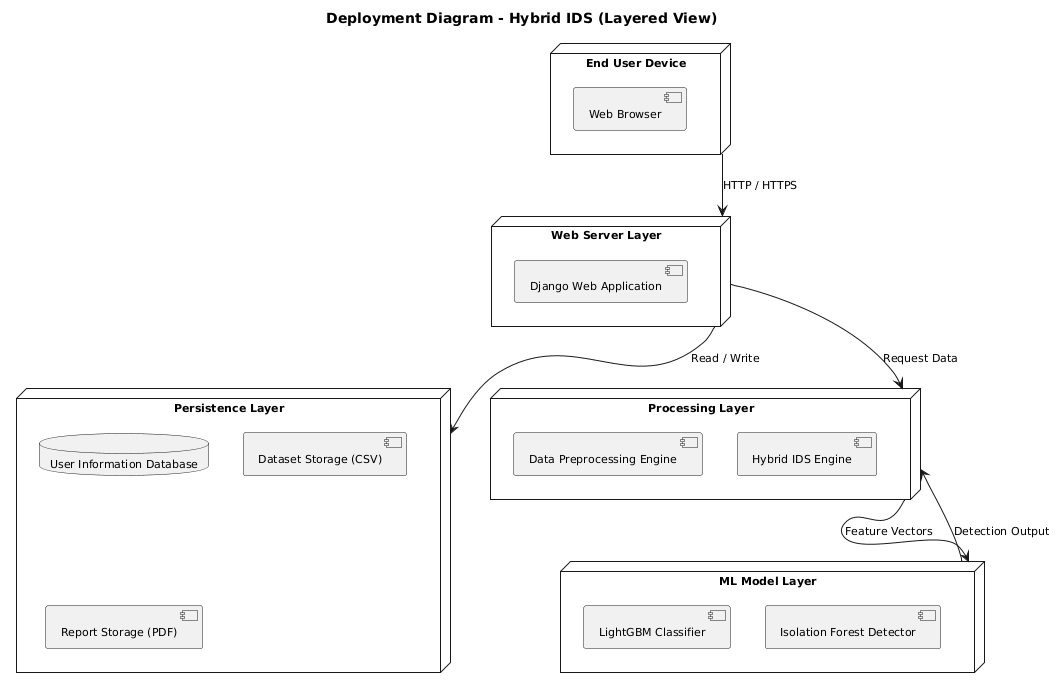 Deployment Diagram - Hybrid IDS (Layered View)
End User Device
Web Browser
HTTP / HTTPS
Web Server Layer
Django Web Application
Read / Write
Request Data
Persistence Layer
User Information Database
Dataset Storage (CSV)
Report Storage (PDF)
Processing Layer
Data Preprocessing Engine
Hybrid IDS Engine
Feature Vectors
Detection Output
ML Model Layer
LightGBM Classifier
Isolation Forest Detector